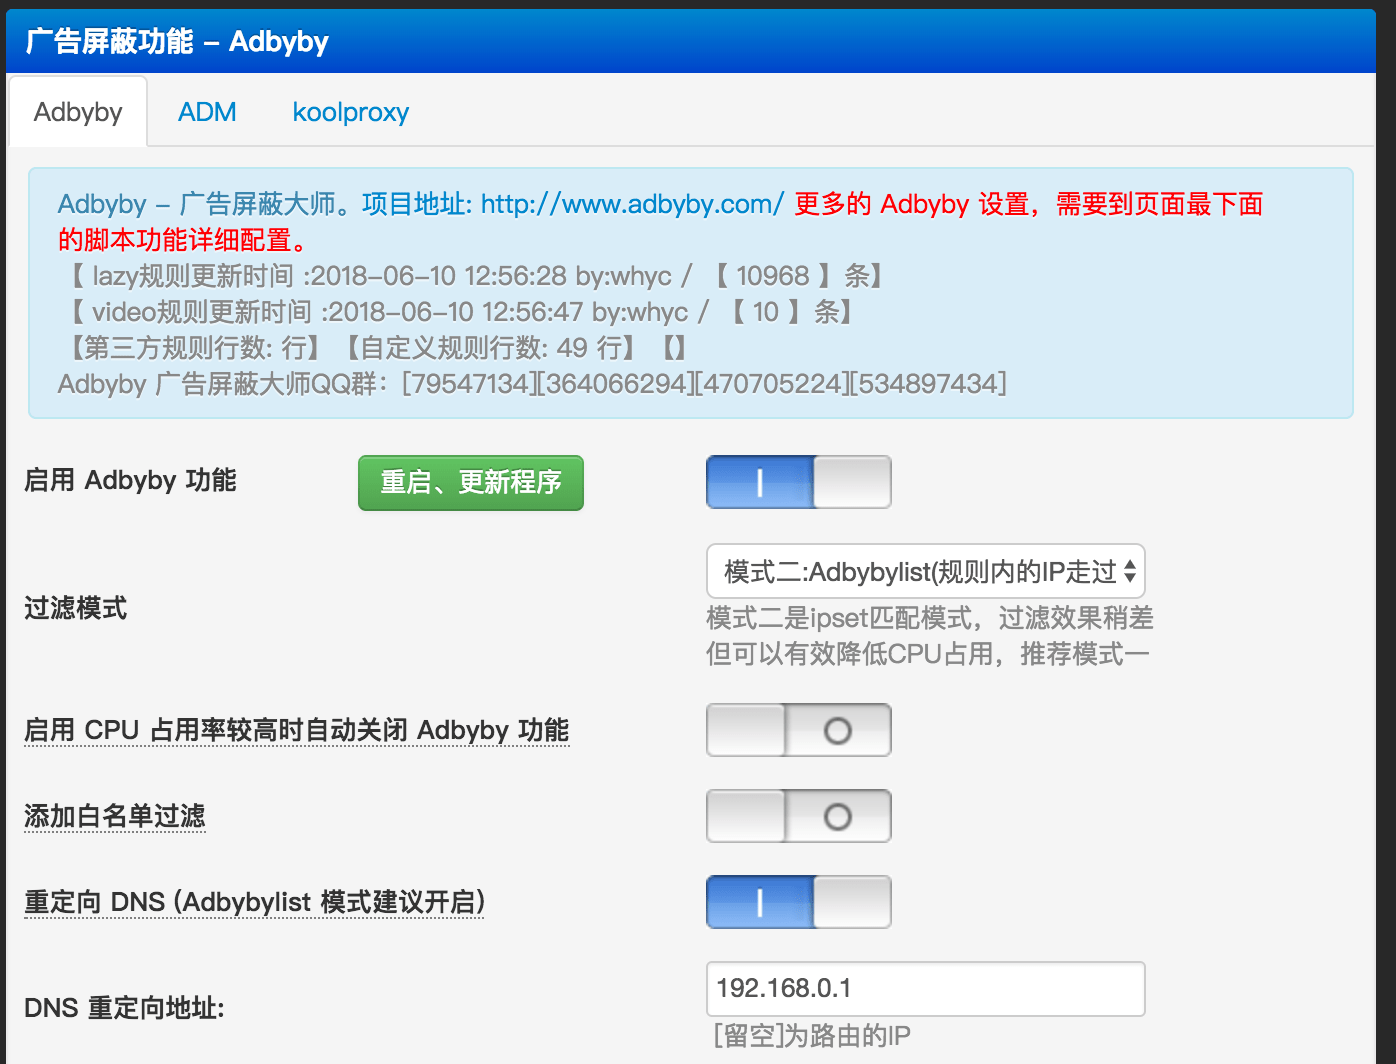 广告屏蔽功能 – Adbyby
Adbyby ADM koolproxy
Adbyby – 广告屏蔽大师。项目地址: http://www.adbyby.com/ 更多的 Adbyby 设置，需要到页面最下面
的脚本功能详细配置。
【 lazy规则更新时间 :2018–06–10 12:56:28 by:whyc / 【 10968 】条】
【 video规则更新时间 :2018–06–10 12:56:47 by:whyc / 【 10 】条】
【第三方规则行数: 行】【自定义规则行数: 49 行】【】
Adbyby 广告屏蔽大师QQ群：[79547134][364066294][470705224][534897434]
启用 Adbyby 功能 重启、更新程序
模式二:Adbybylist(规则内的IP走过
过滤模式
模式二是ipset匹配模式，过滤效果稍差
但可以有效降低CPU占用，推荐模式一
启用 CPU 占用率较高时自动关闭 Adbyby 功能
添加白名单过滤
重定向 DNS (Adbybylist 模式建议开启)
192.168.0.1
DNS 重定向地址:
[留空]为路由的IP